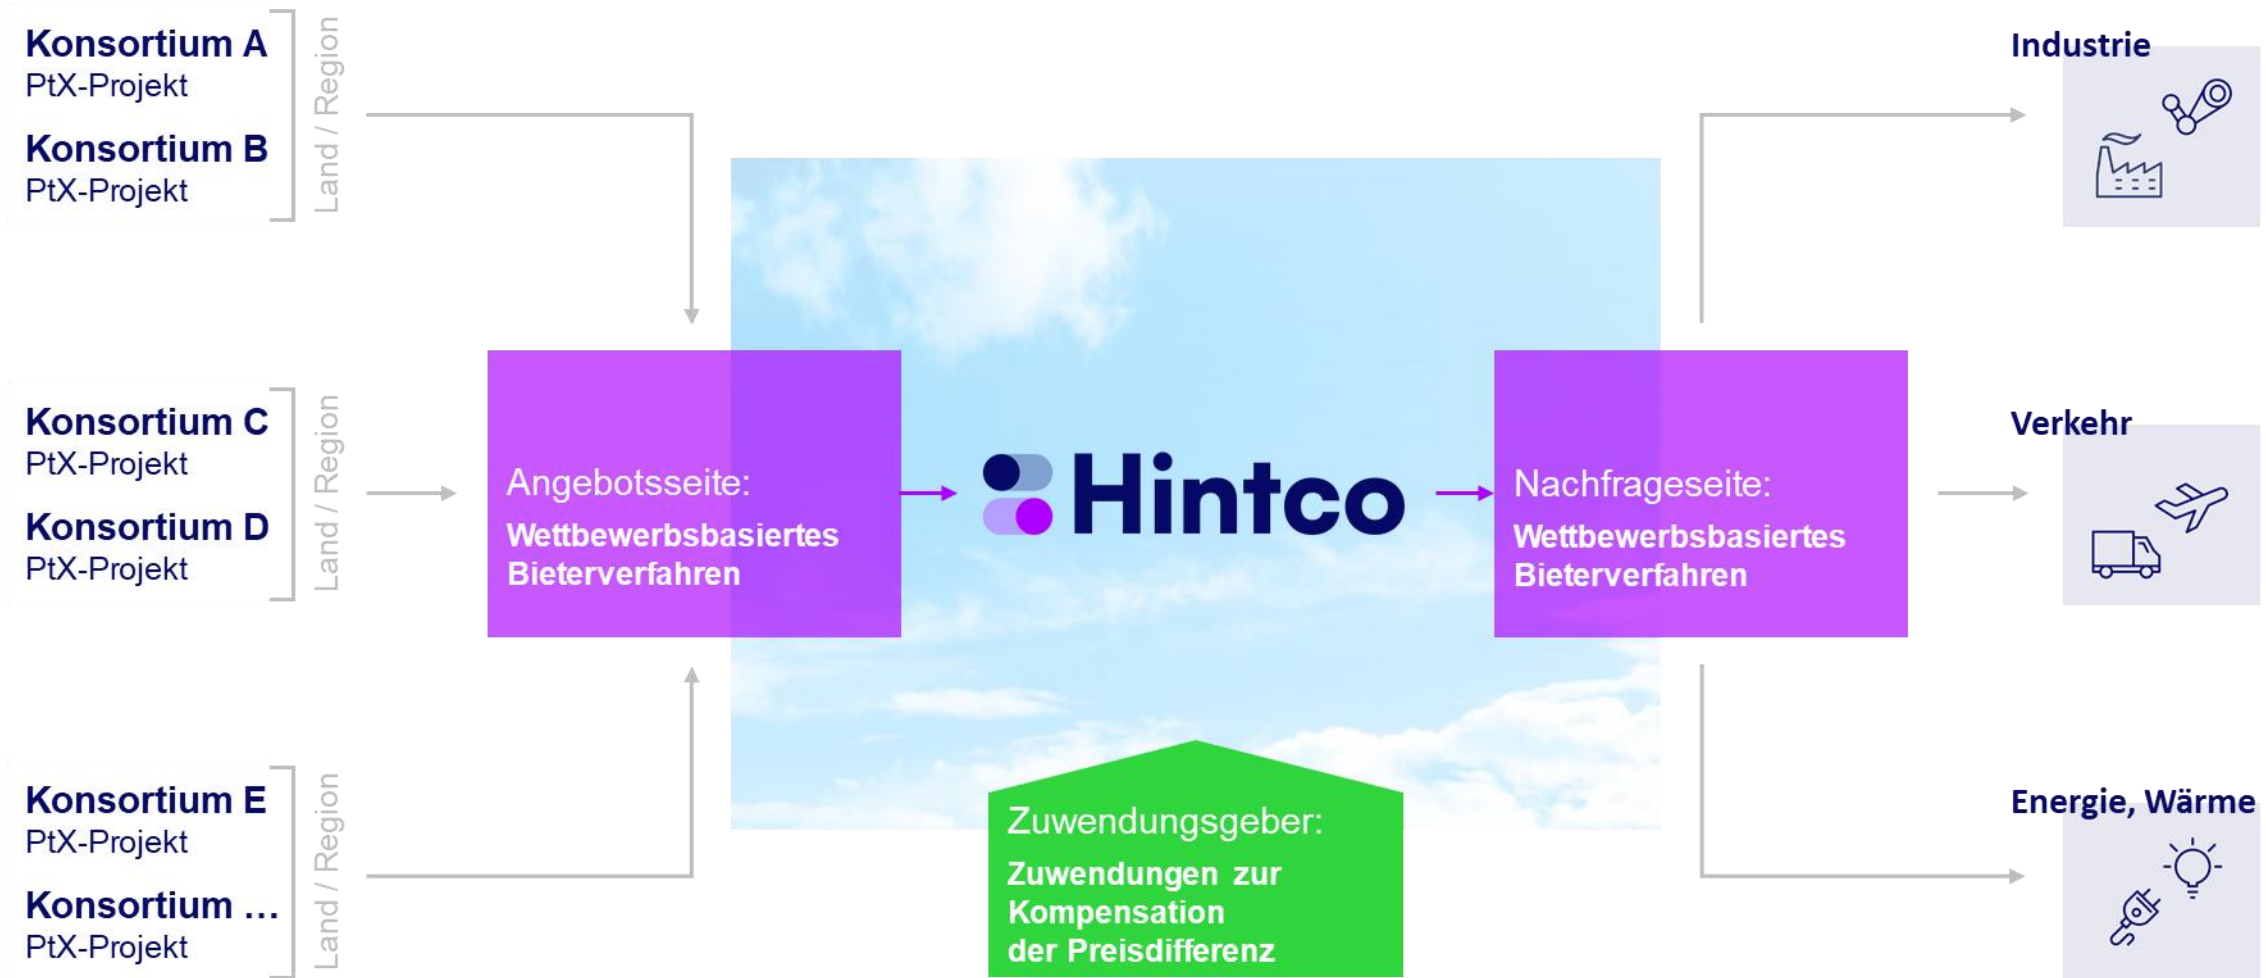 Konsortium A
PtX-Projekt
Konsortium B
PtX-Projekt
Land / Region
Konsortium C
PtX-Projekt
Konsortium D
PtX-Projekt
Land / Region
Konsortium E
PtX-Projekt
Konsortium ...
PtX-Projekt
Land / Region
Angebotsseite:
Wettbewerbsbasiertes
Bieterverfahren
Hintco
Zuwendungsgeber:
Zuwendungen zur
Kompensation
der Preisdifferenz
Nachfrageseite:
Wettbewerbsbasiertes
Bieterverfahren
Industrie
Verkehr
Energie, Wärme